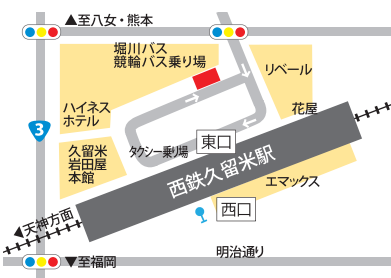 ▲至八女・熊本
堀川バス
競輪バス乗り場
リベール
ハイネス
ホテル
花屋
3
久留米
岩田屋
本館
タクシー乗り場
東口
西鉄久留米駅
エマックス
西口
◀天神方面
▼至福岡
明治通り